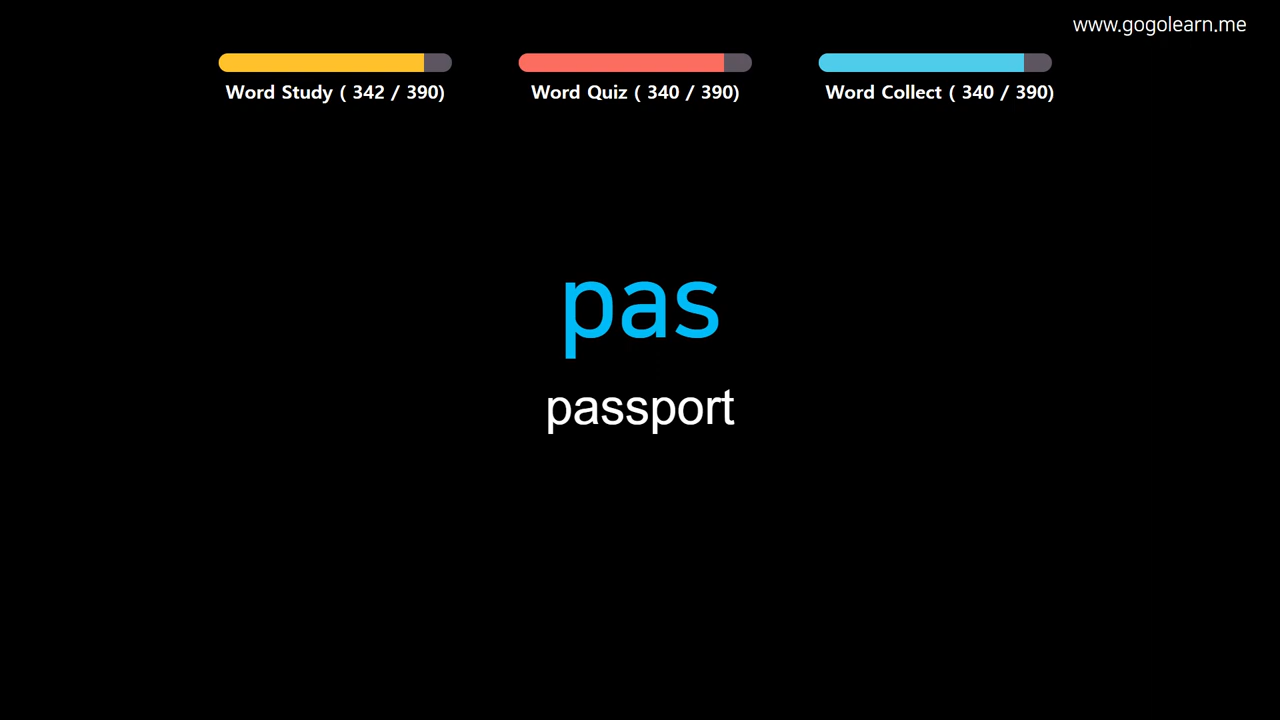 www.gogolearn.me
Word Study ( 342 / 390)
Word Quiz ( 340 / 390)
Word Collect ( 340 / 390)
pas
passport